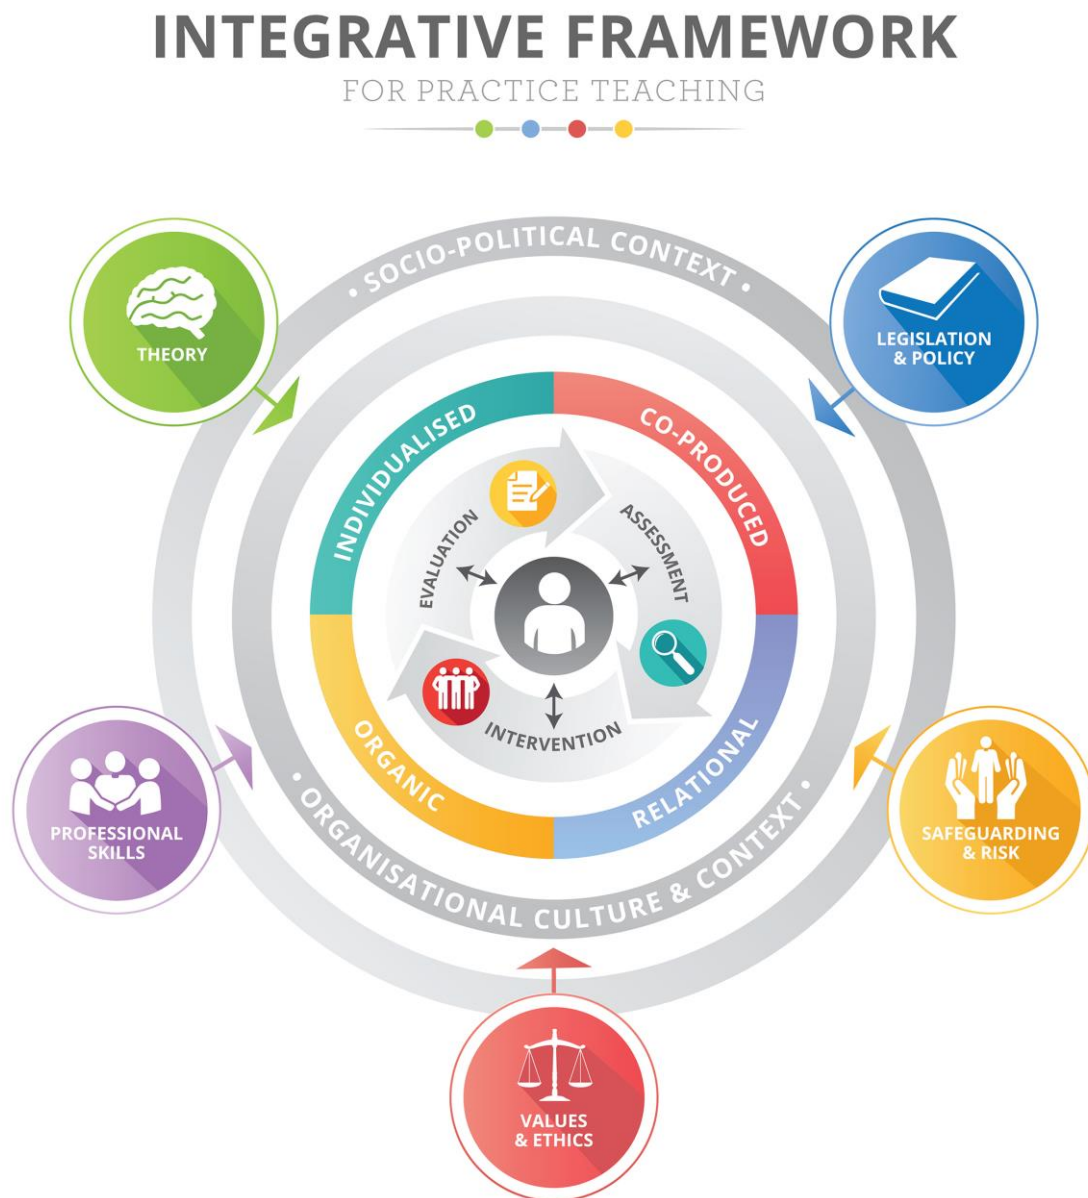 INTEGRATIVE FRAMEWORK
FOR PRACTICE TEACHING
• SOCIO-POLITICAL CONTEXT •
THEORY
LEGISLATION
& POLICY
INDIVIDUALISED
CO-PRODUCED
EVALUATION
ASSESSMENT
INTERVENTION
ORGANIC
RELATIONAL
• ORGANISATIONAL CULTURE & CONTEXT •
PROFESSIONAL
SKILLS
SAFEGUARDING
& RISK
VALUES
& ETHICS